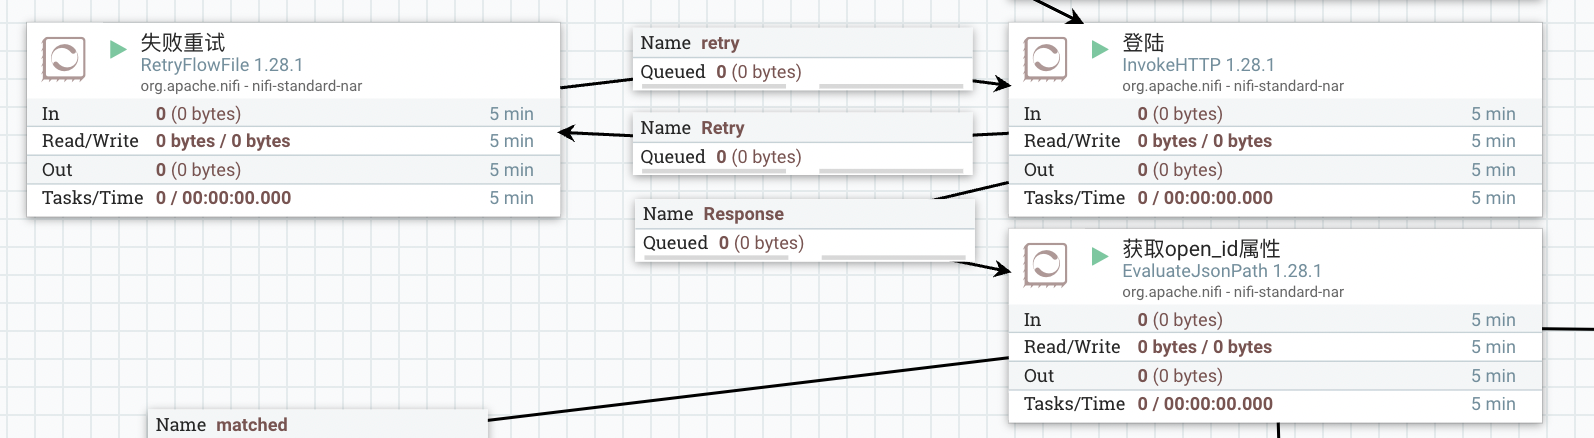 失败重试
RetryFlowFile 1.28.1
org.apache.nifi - nifi-standard-nar
In 0 (0 bytes) 5 min
Read/Write 0 bytes / 0 bytes 5 min
Out 0 (0 bytes) 5 min
Tasks/Time 0 / 00:00:00.000 5 min
Name retry
Queued 0 (0 bytes)
Name Retry
Queued 0 (0 bytes)
Name Response
Queued 0 (0 bytes)
登陆
InvokeHTTP 1.28.1
org.apache.nifi - nifi-standard-nar
In 0 (0 bytes) 5 min
Read/Write 0 bytes / 0 bytes 5 min
Out 0 (0 bytes) 5 min
Tasks/Time 0 / 00:00:00.000 5 min
获取open_id属性
EvaluateJsonPath 1.28.1
org.apache.nifi - nifi-standard-nar
In 0 (0 bytes) 5 min
Read/Write 0 bytes / 0 bytes 5 min
Out 0 (0 bytes) 5 min
Tasks/Time 0 / 00:00:00.000 5 min
Name matched